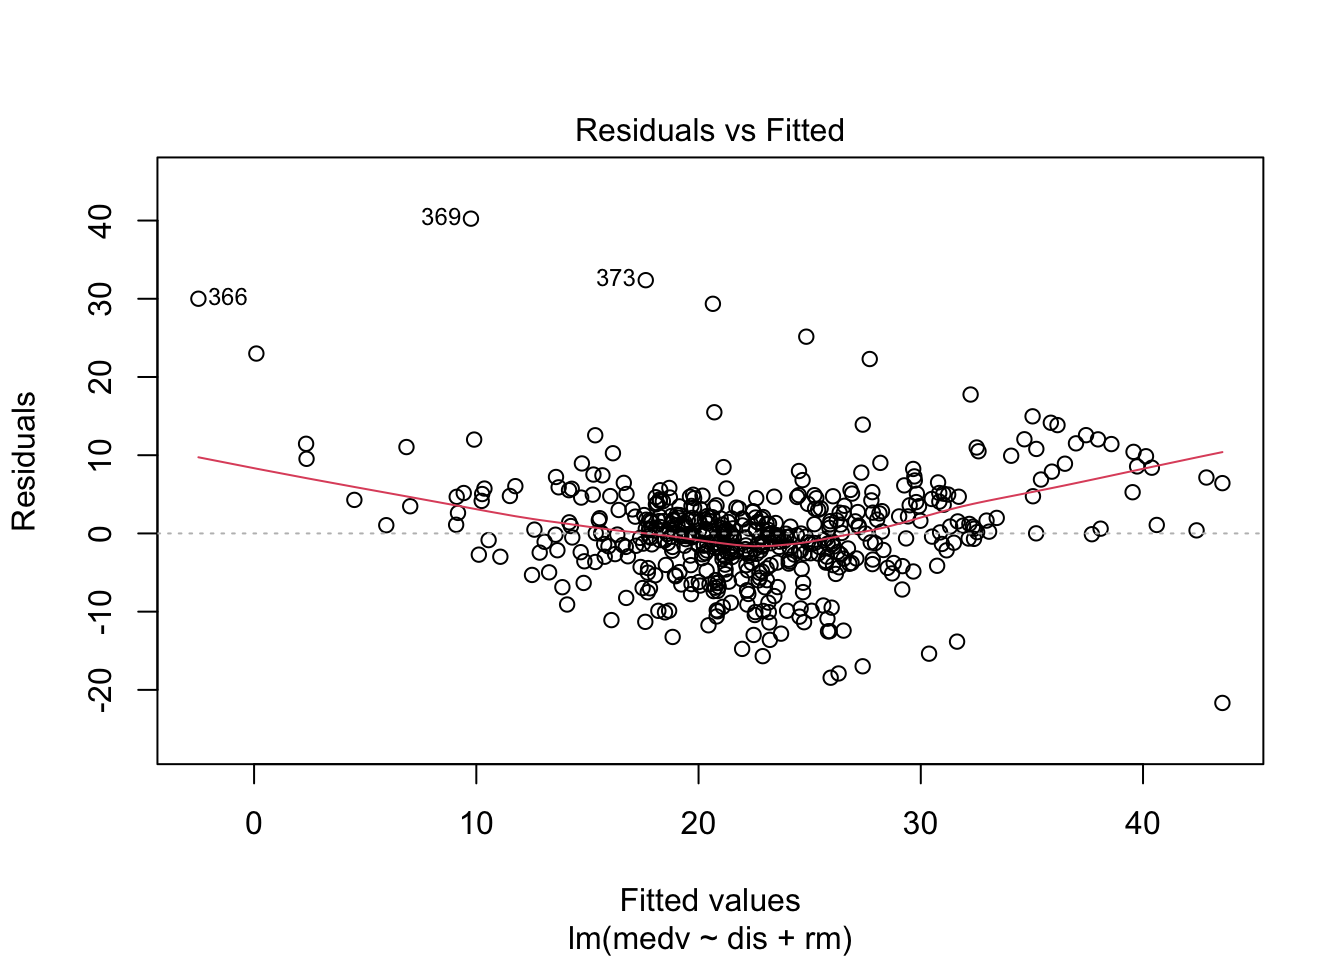 Residuals vs Fitted
Residuals
40
30
20
10
0
-10
-20
369
373
366
0 10 20 30 40
Fitted values
lm(medv ~ dis + rm)